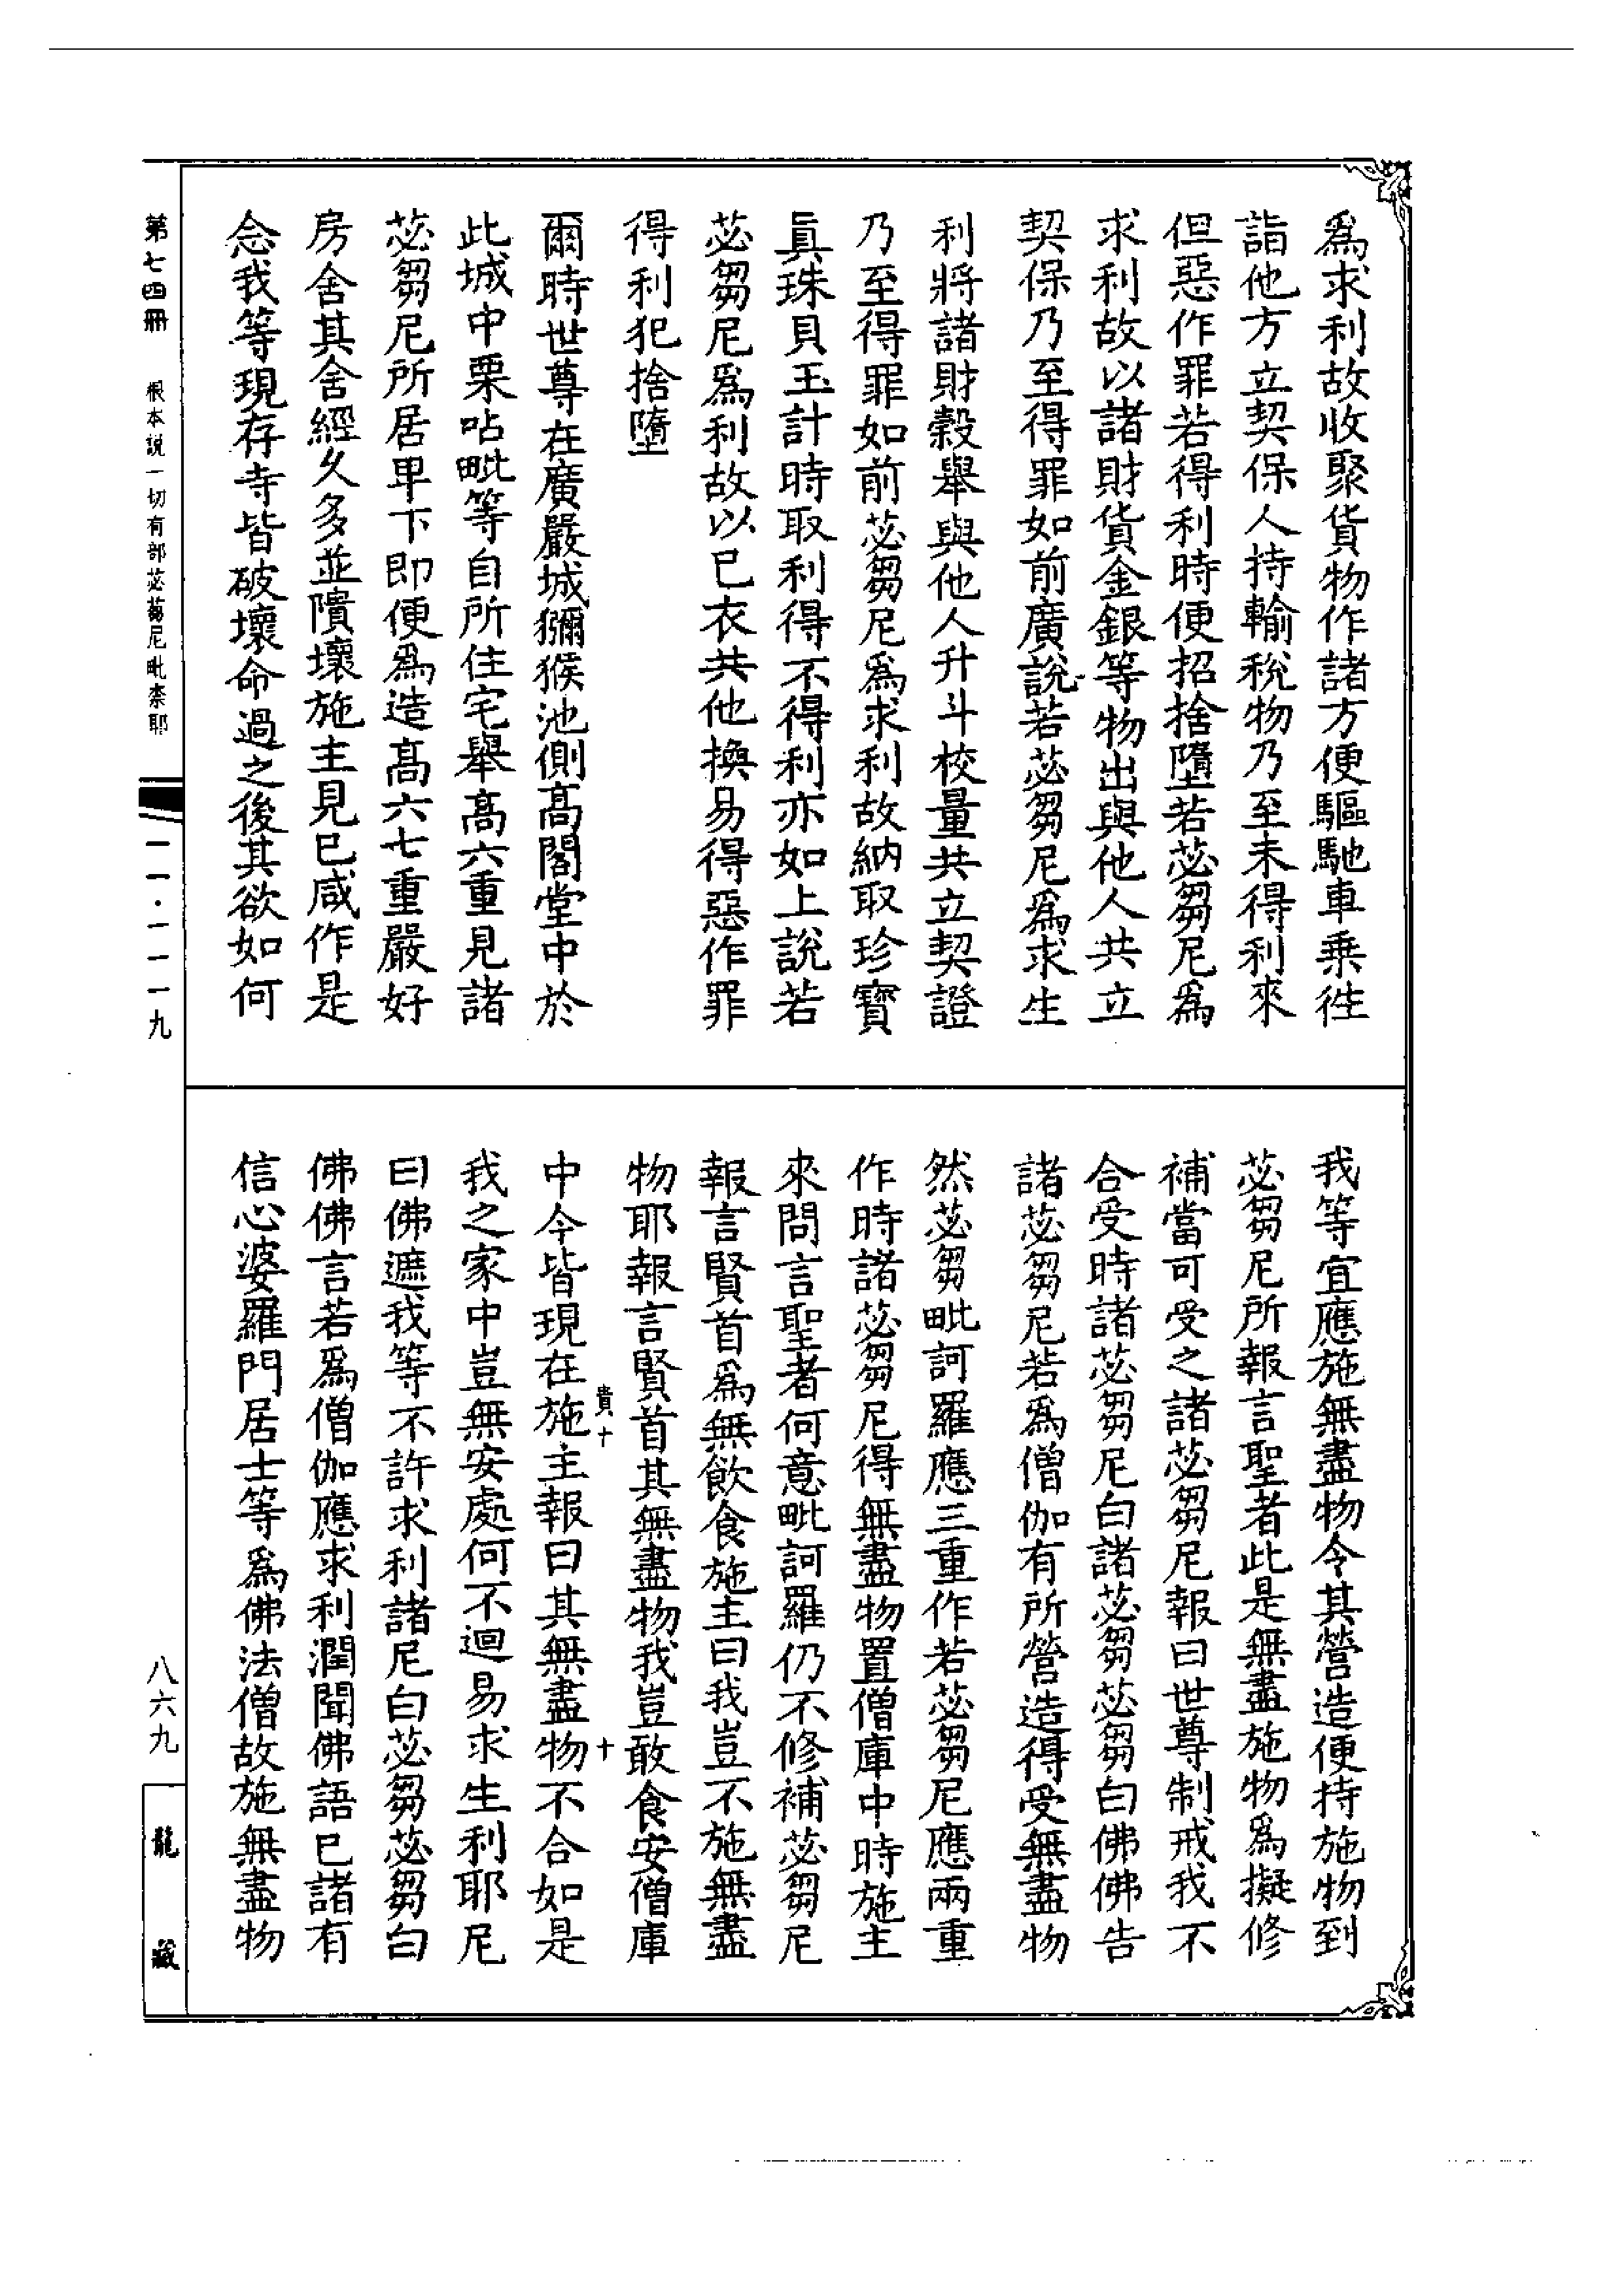 爲求利故收聚貨物作諸方便驅馳車乗徃
詣他方立契保人持輸稅物乃至未得利來
但惡作罪若得利時便招捨墮若苾芻尼爲
求利故以諸財貨金銀等物出與他人共立
契保乃至得罪如前廣說若苾芻尼爲求生
利將諸財穀舉與他人升斗校量共立契證
乃至得罪如前苾芻尼爲求利故納取珍寶
眞珠貝玉計時取利得不得利亦如上說若
苾芻尼爲利故以已衣共他換易得惡作罪
得利犯捨墮
爾時世尊在廣嚴城獼猴池側高閣堂中於
此城中栗呫毗等自所住宅舉高六重見諸
苾芻尼所居卑下即便爲造高六七重嚴好
房舍其舍經久多並隤壞施主見已咸作是
念我等現存寺皆破壞命過之後其欲如何
我等宜應施無盡物令其營造便持施物到
苾芻尼所報言聖者此是無盡施物爲擬修
補當可受之諸苾芻尼報曰世尊制戒我不
合受時諸苾芻尼白諸苾芻苾芻白佛佛告
諸苾芻尼若爲僧伽有所營造得受無盡物
然苾芻毗訶羅應三重作若苾芻尼應兩重
作時諸苾芻尼得無盡物置僧庫中時施主
來問言聖者何意毗訶羅仍不修補苾芻尼
報言賢首爲無飲食施主曰我豈不施無盡
物耶報言賢首其無盡物我豈敢食安僧庫
貴十 十
中今皆現在施主報曰其無盡物不合如是
我之家中豈無安處何不迴易求生利耶尼
曰佛遮我等不許求利諸尼白苾芻苾芻白
佛佛言若爲僧伽應求利潤聞佛語已諸有
信心婆羅門居士等爲佛法僧故施無盡物
第七四冊 根本説一切有部苾蒭尼毗柰耶 一一·一一一九
八六九 龍藏